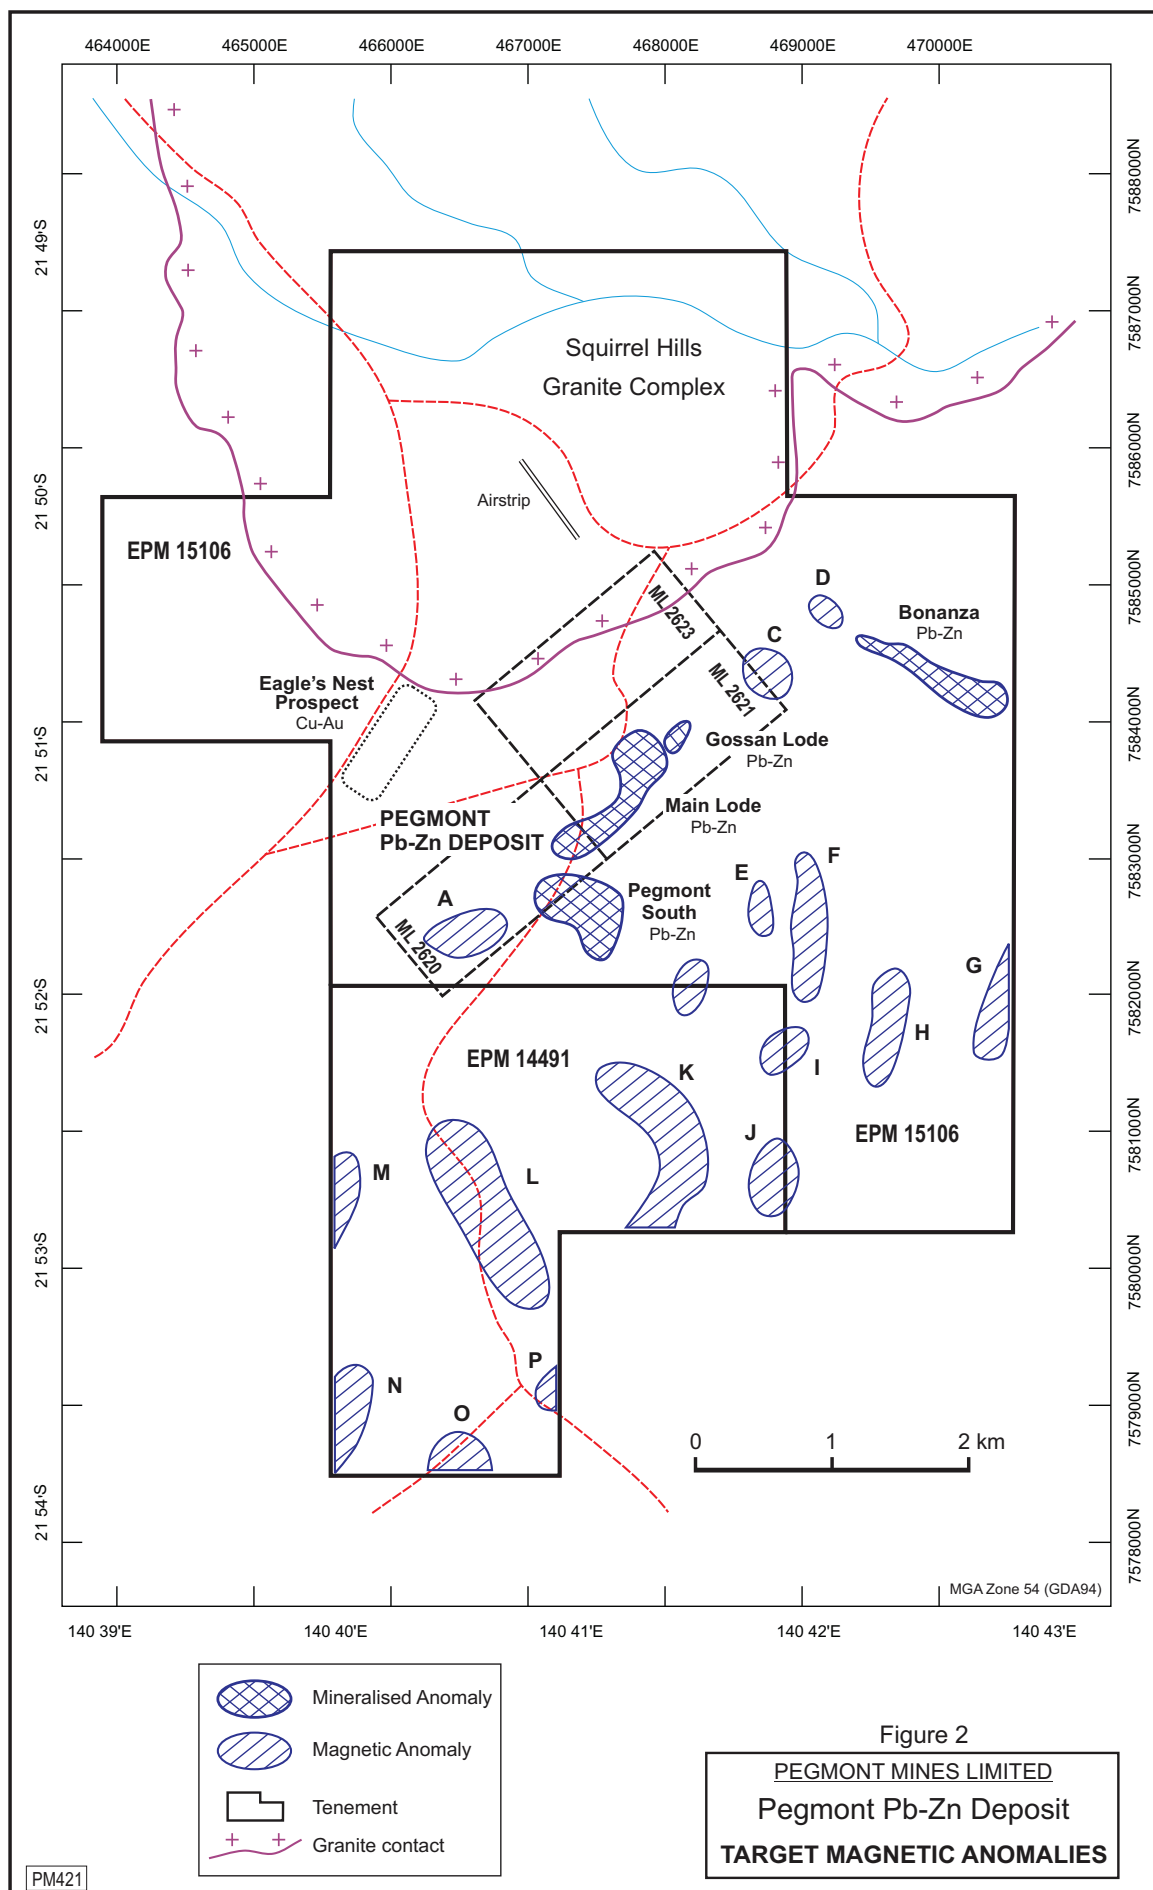 464000E 465000E 466000E 467000E 468000E 469000E 470000E
7588000N
21 49'S
7587000N
Squirrel Hills
Granite Complex
7586000N
21 50'S
Airstrip
EPM 15106
7585000N
D
Bonanza
Pb-Zn
ML 2623
C
Eagle's Nest
Prospect
Cu-Au
ML 2621
7584000N
21 51'S
Gossan Lode
Pb-Zn
Main Lode
Pb-Zn
PEGMONT
Pb-Zn DEPOSIT
7583000N
F
E
Pegmont
South
Pb-Zn
A
ML 2620
G
7582000N
21 52'S
H
EPM 14491
I
K
J
EPM 15106
7581000N
M
L
21 53'S
7580000N
P
N
7579000N
O
0 1 2 km
21 54'S
7578000N
MGA Zone 54 (GDA94)
140 39'E 140 40'E 140 41'E 140 42'E 140 43'E
Mineralised Anomaly
Magnetic Anomaly
Tenement
Granite contact
Figure 2
PEGMONT MINES LIMITED
Pegmont Pb-Zn Deposit
TARGET MAGNETIC ANOMALIES
PM421